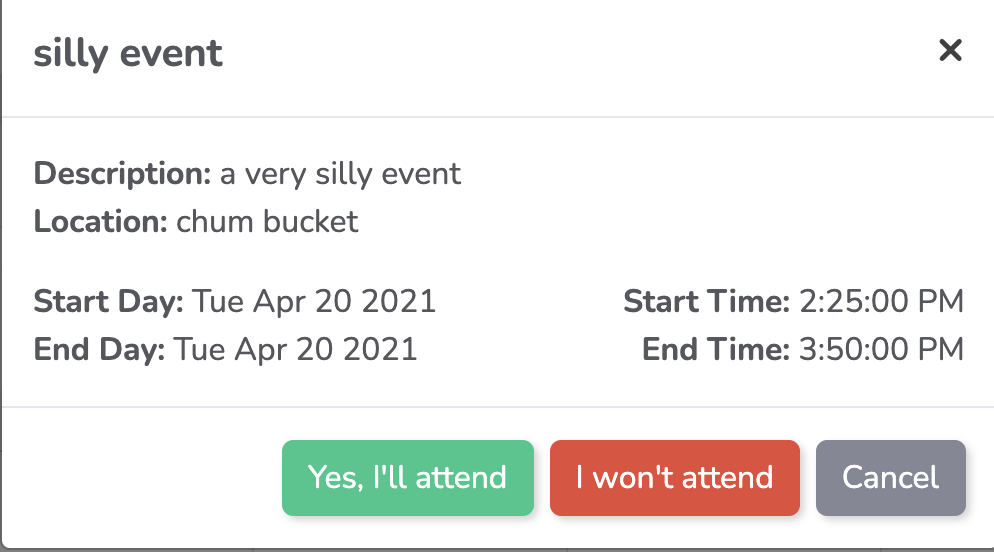 silly event
Description: a very silly event
Location: chum bucket
Start Day: Tue Apr 20 2021
Start Time: 2:25:00 PM
End Day: Tue Apr 20 2021
End Time: 3:50:00 PM
Yes, I'll attend
I won't attend
Cancel